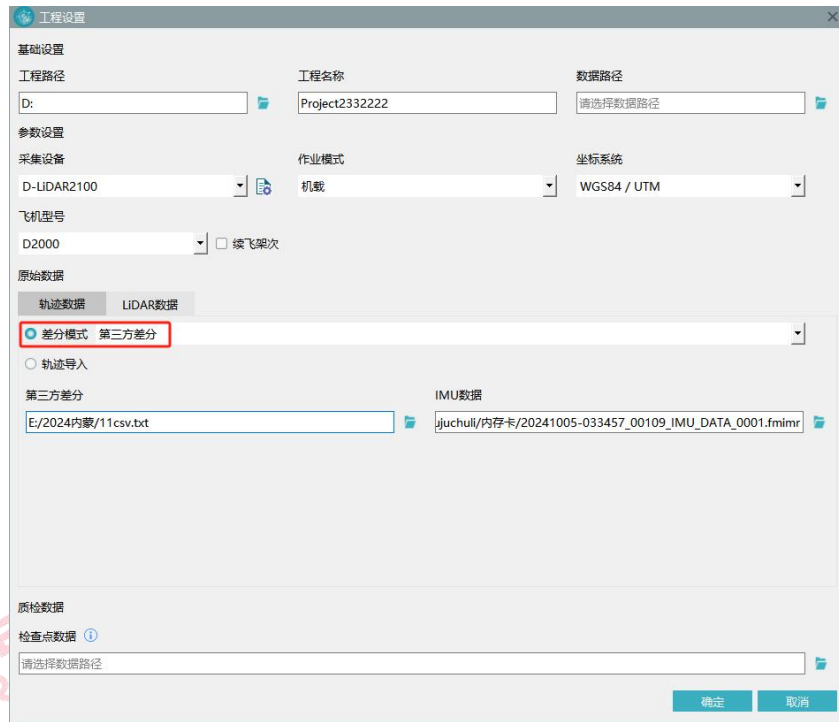 工程设置
基础设置
工程路径 工程名称 数据路径
D: Project2332222 请选择数据路径
参数设置
采集设备 作业模式 坐标系统
D-LiDAR2100 机载 WGS84 / UTM
飞机型号
D2000 续飞架次
原始数据
轨迹数据 LiDAR数据
差分模式 第三方差分
轨迹导入
第三方差分 IMU数据
E:/2024内蒙/11csv.txt ujuchuli/内存卡/20241005-033457_00109_IMU_DATA_0001.fmimr
质检数据
检查点数据
请选择数据路径
确定 取消